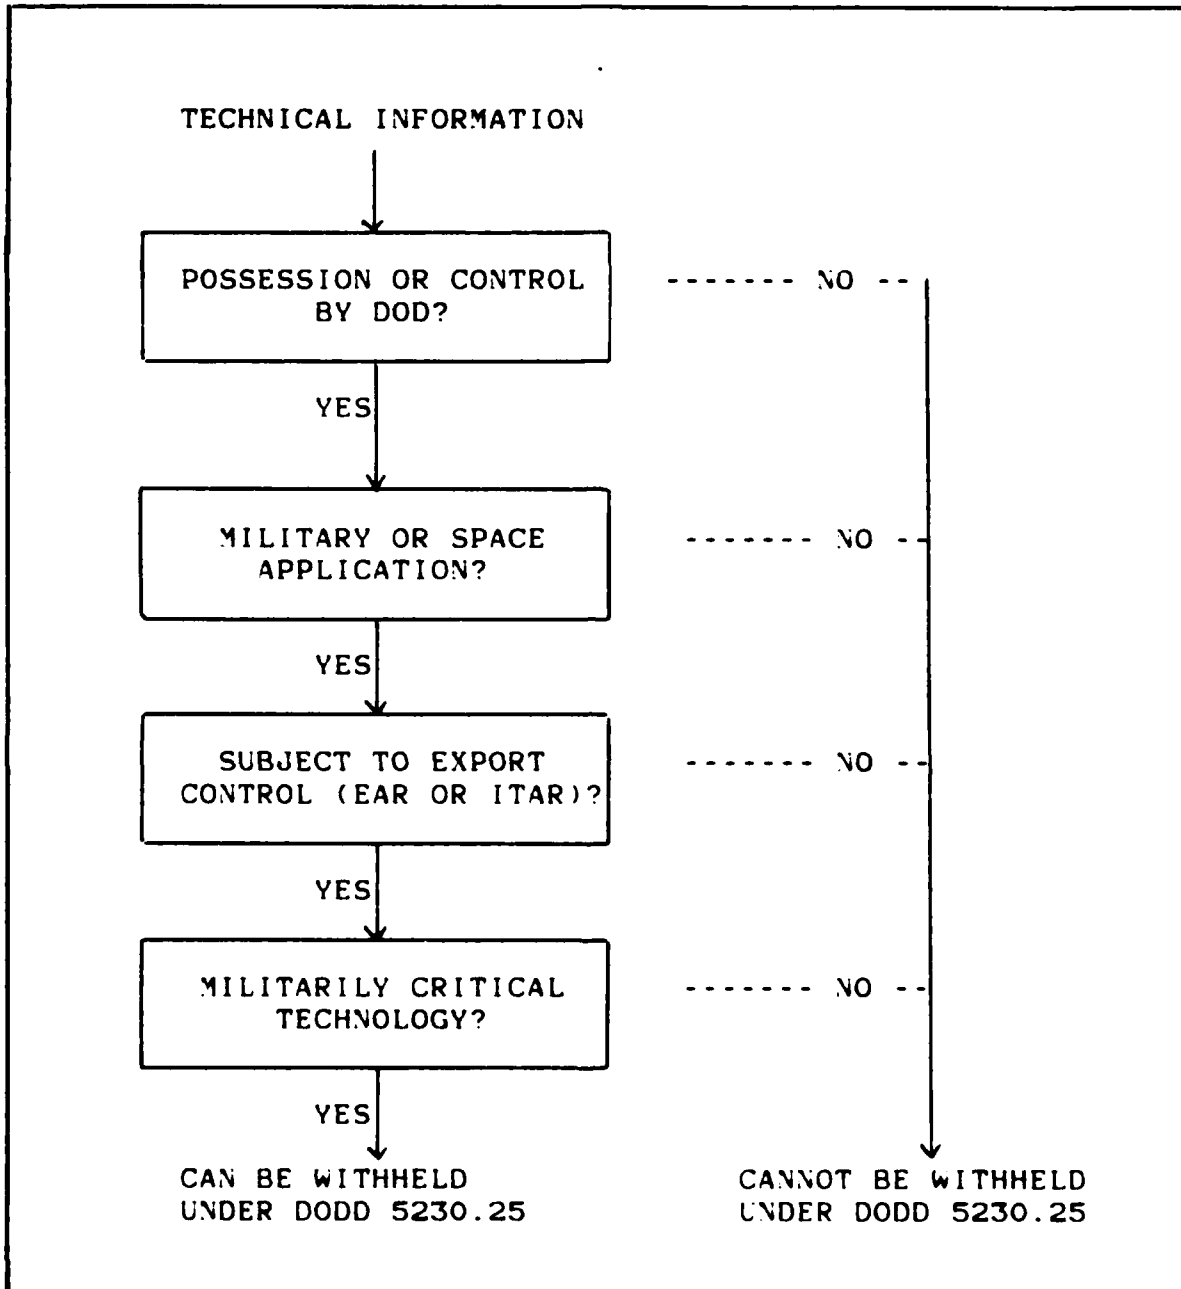 TECHNICAL INFORMATION
POSSESSION OR CONTROL
BY DOD?
NO
YES
MILITARY OR SPACE
APPLICATION?
NO
YES
SUBJECT TO EXPORT
CONTROL (EAR OR ITAR)?
NO
YES
MILITARILY CRITICAL
TECHNOLOGY?
NO
YES
CAN BE WITHHELD
UNDER DODD 5230.25
CANNOT BE WITHHELD
UNDER DODD 5230.25